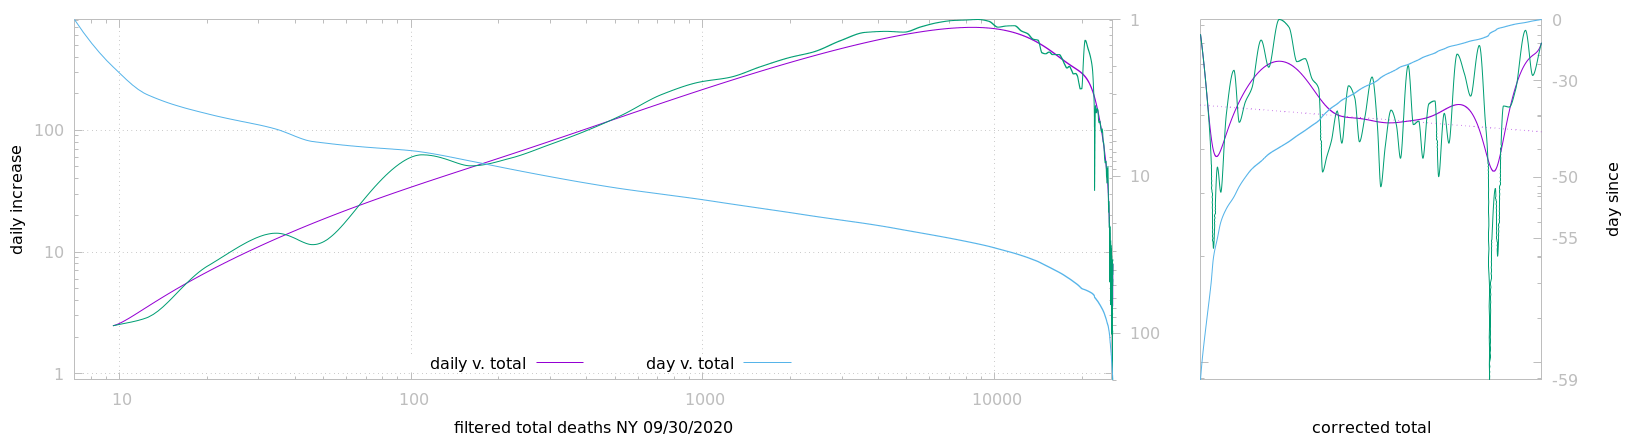 daily increase
100
10
1
10
100
1000
10000
1
10
100
daily v. total
day v. total
filtered total deaths NY 09/30/2020
0
-30
-50
-55
-59
day since
corrected total